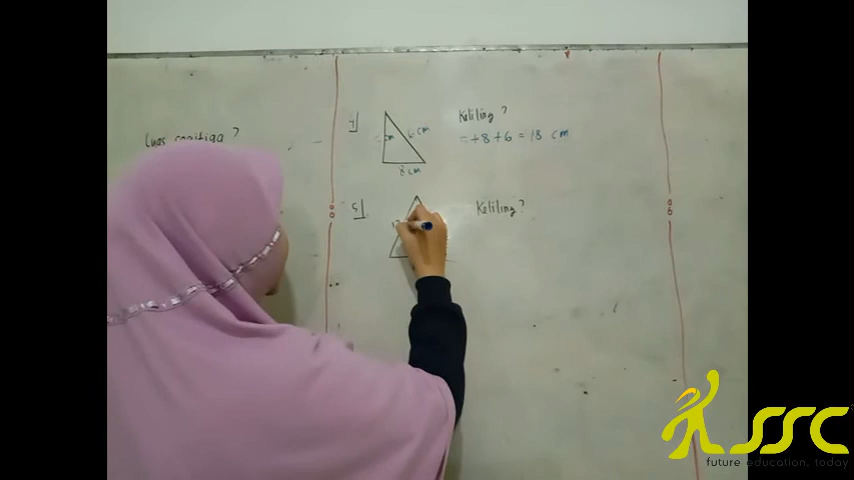 Luas segitiga ?
4]
6 cm
8 cm
Keliling ?
+8+6 = 18 cm
5]
Keliling ?
SSC
future education, today